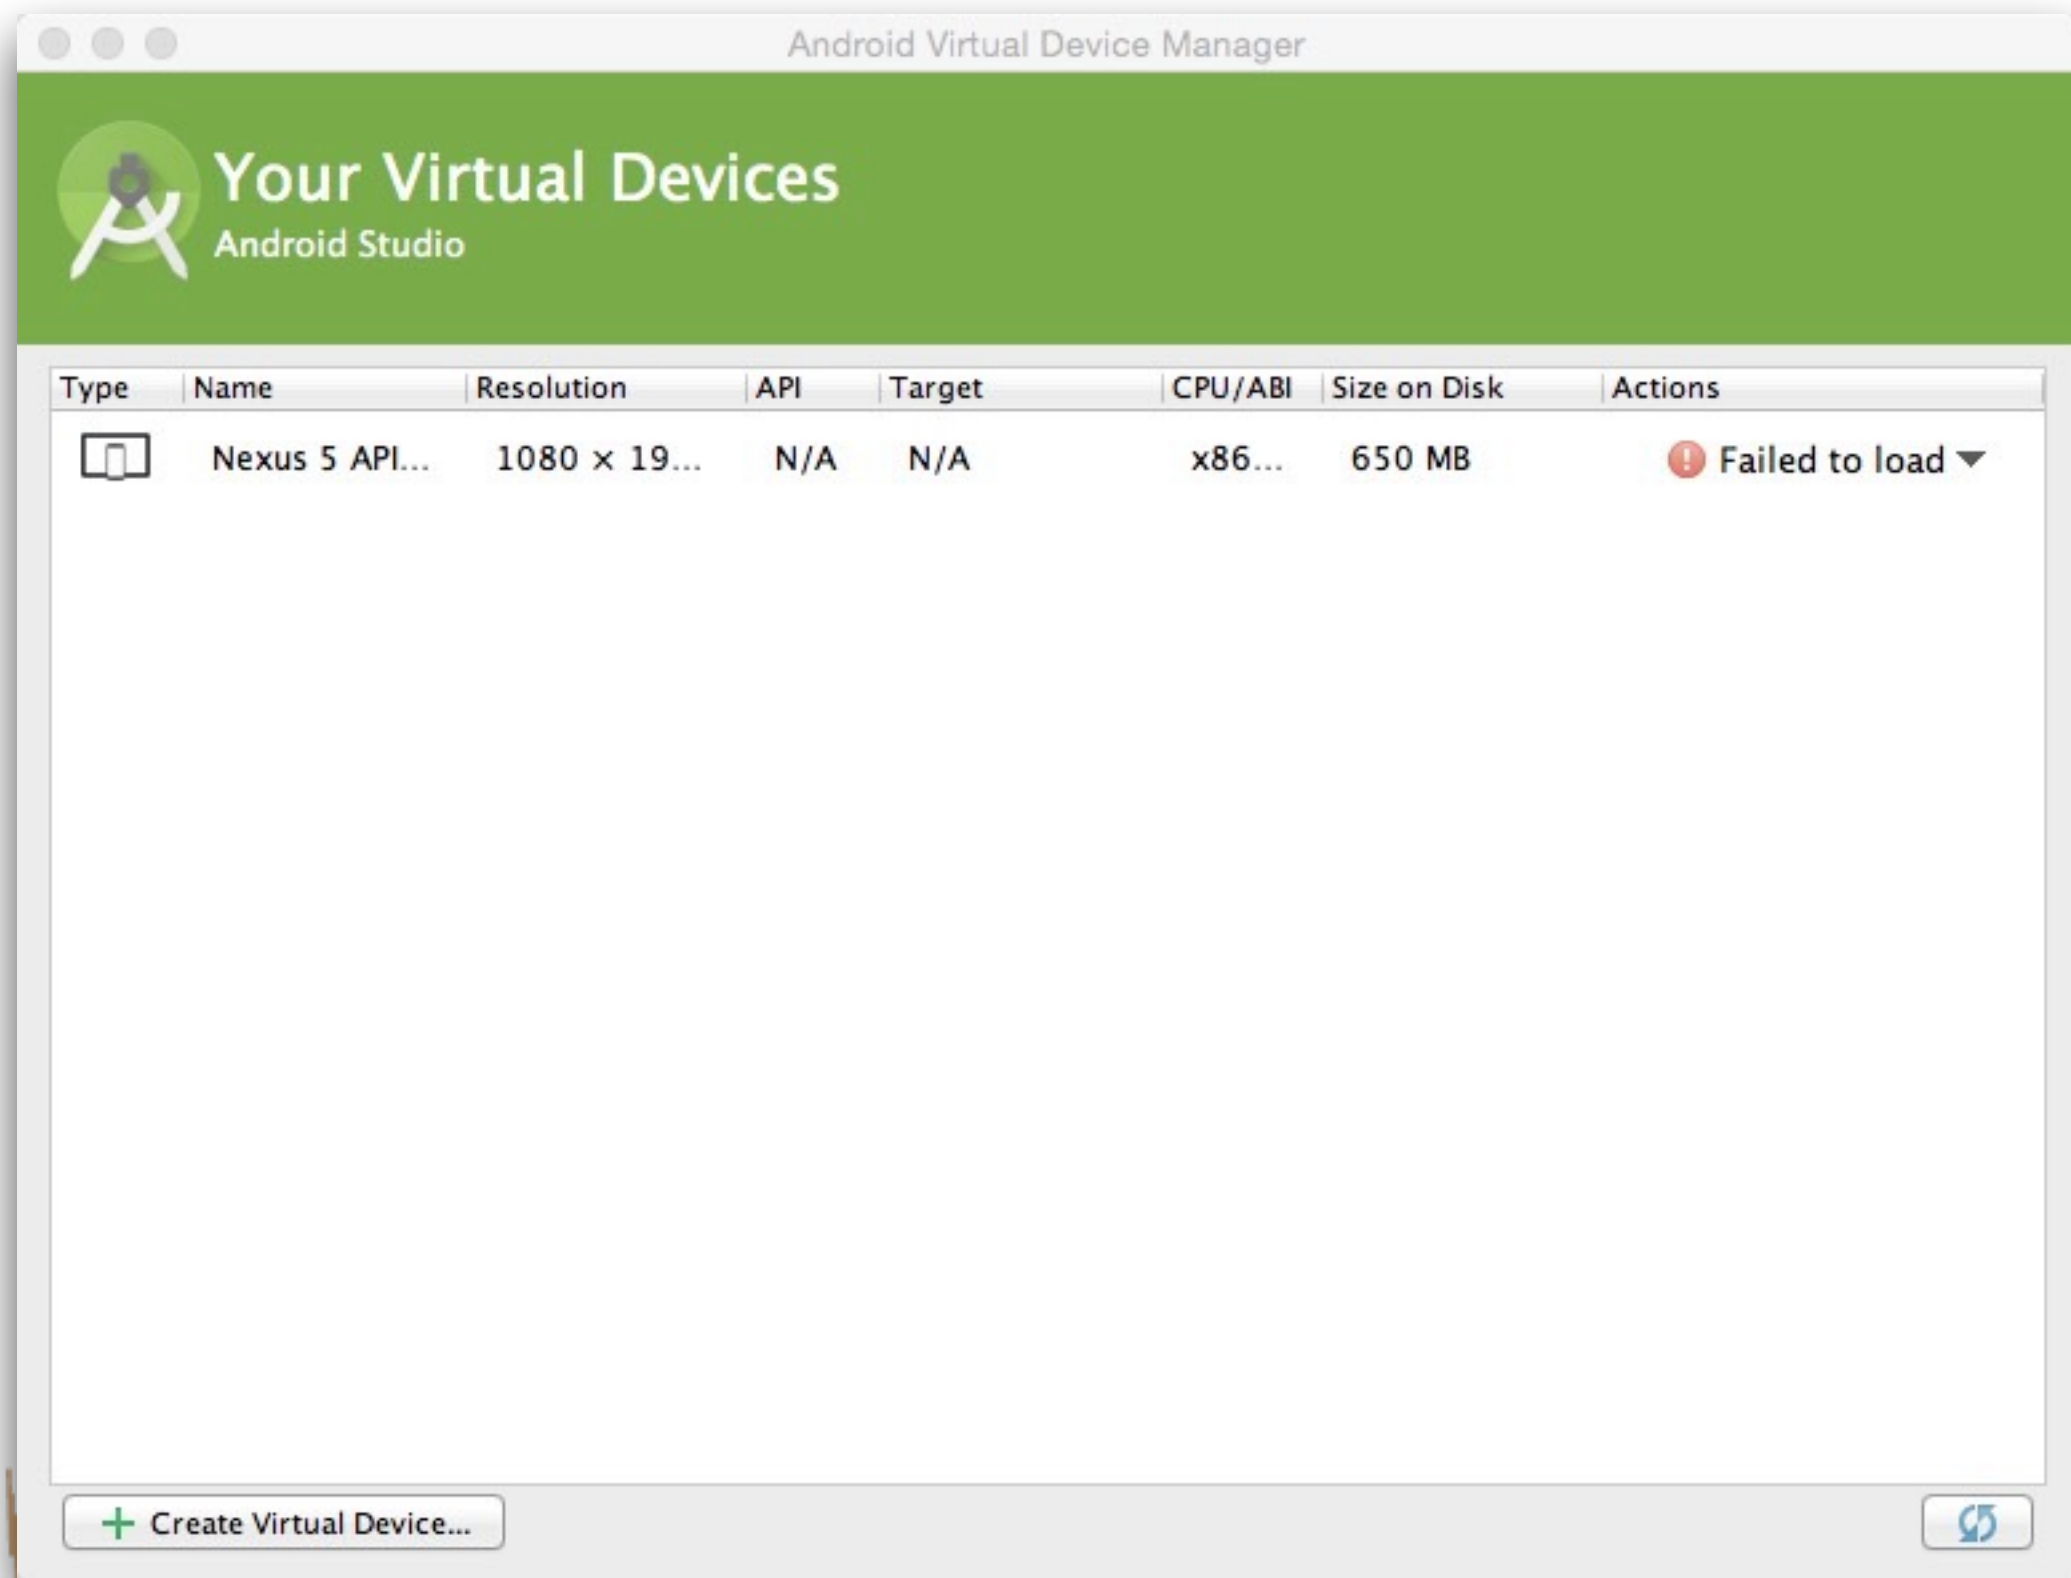 Android Virtual Device Manager
Your Virtual Devices
Android Studio
Type Name Resolution API Target CPU/ABI Size on Disk Actions
Nexus 5 API... 1080 × 19... N/A N/A x86... 650 MB Failed to load
Create Virtual Device...